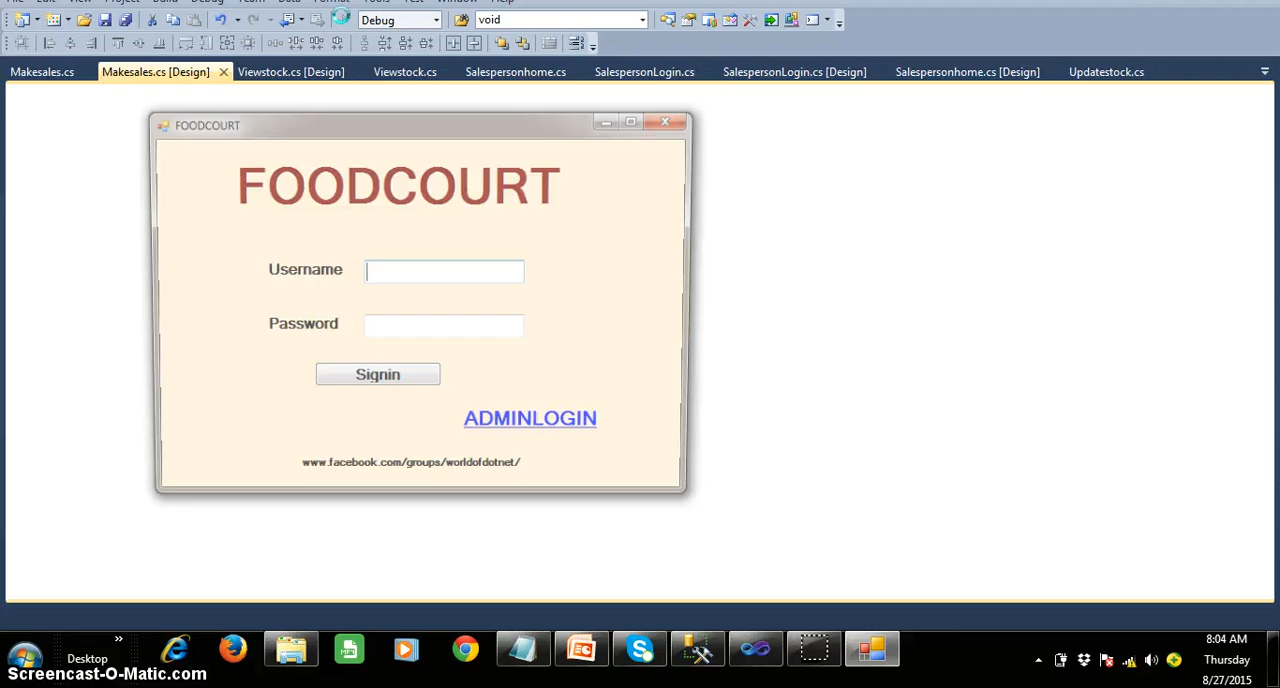 Debug
void
Makesales.cs
Makesales.cs [Design]
Viewstock.cs [Design]
Viewstock.cs
Salespersonhome.cs
SalespersonLogin.cs
SalespersonLogin.cs [Design]
Salespersonhome.cs [Design]
Updatestock.cs
FOODCOURT
FOODCOURT
Username
Password
Signin
ADMINLOGIN
www.facebook.com/groups/worldofdotnet/
Desktop
»
8:04 AM
Thursday
8/27/2015
Screencast-O-Matic.com